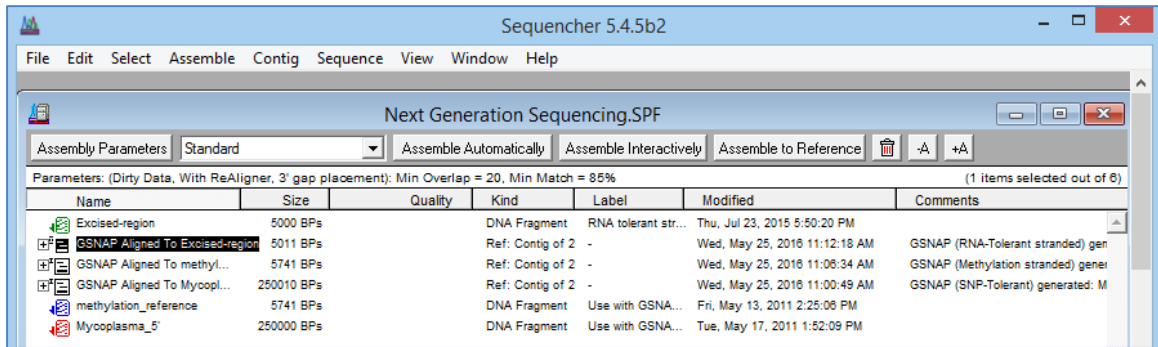 Sequencher 5.4.5b2
File Edit Select Assemble Contig Sequence View Window Help
Next Generation Sequencing.SPF
Assembly Parameters Standard Assemble Automatically Assemble Interactively Assemble to Reference -A +A
Parameters: (Dirty Data, With ReAligner, 3' gap placement): Min Overlap = 20, Min Match = 85% (1 items selected out of 6)
Name Size Quality Kind Label Modified Comments
Excised-region 5000 BPs DNA Fragment RNA tolerant str... Thu, Jul 23, 2015 5:50:20 PM
GSNAP Aligned To Excised-region 5011 BPs Ref: Contig of 2 - Wed, May 25, 2016 11:12:18 AM GSNAP (RNA-Tolerant stranded) gen
GSNAP Aligned To methyl... 5741 BPs Ref: Contig of 2 - Wed, May 25, 2016 11:06:34 AM GSNAP (Methylation stranded) gener
GSNAP Aligned To Mycopl... 250010 BPs Ref: Contig of 2 - Wed, May 25, 2016 11:00:49 AM GSNAP (SNP-Tolerant) generated: M
methylation_reference 5741 BPs DNA Fragment Use with GSNA... Fri, May 13, 2011 2:25:06 PM
Mycoplasma_5' 250000 BPs DNA Fragment Use with GSNA... Tue, May 17, 2011 1:52:09 PM